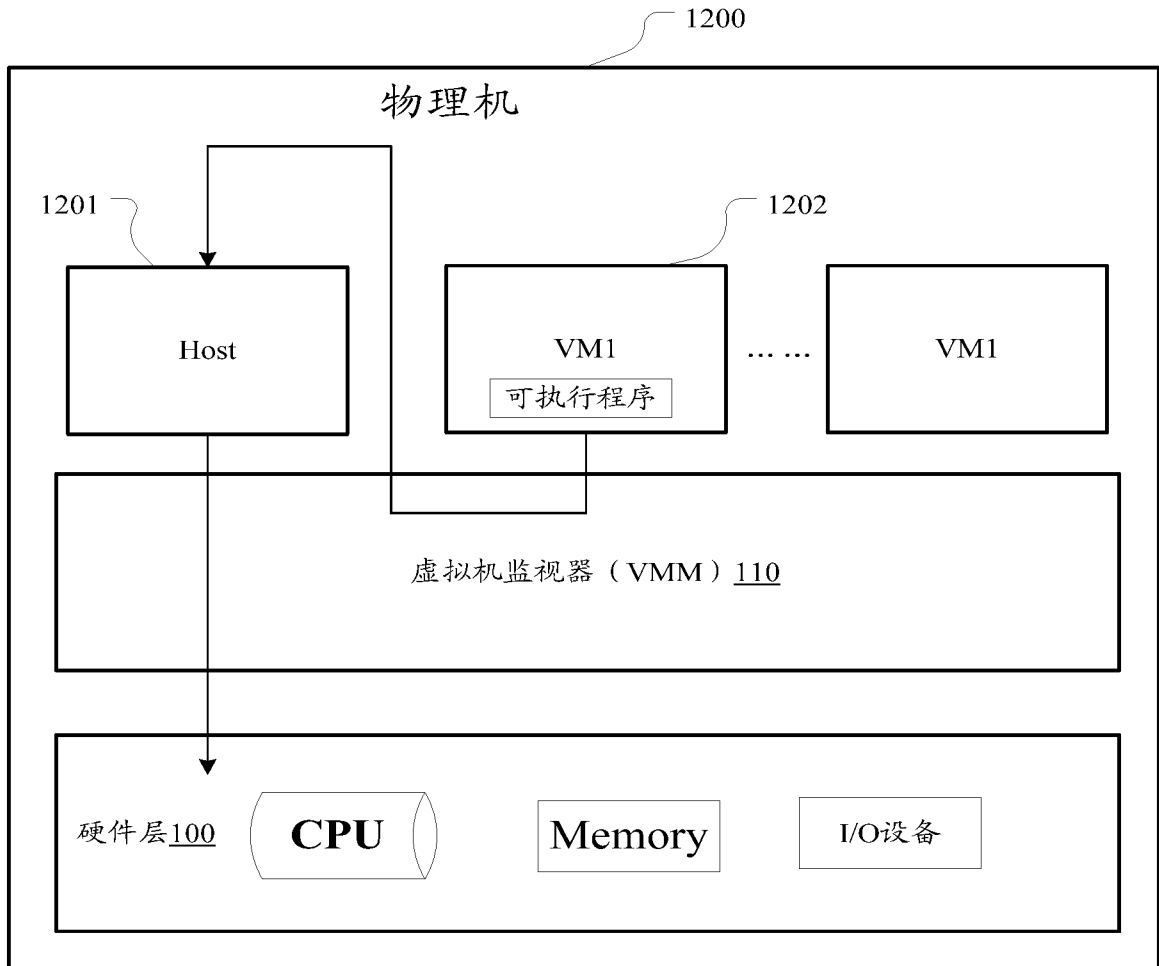 1200
物理机
1201
1202
Host
VM1
... ...
VM1
可执行程序
虚拟机监视器（VMM）110
硬件层100
CPU
Memory
I/O设备